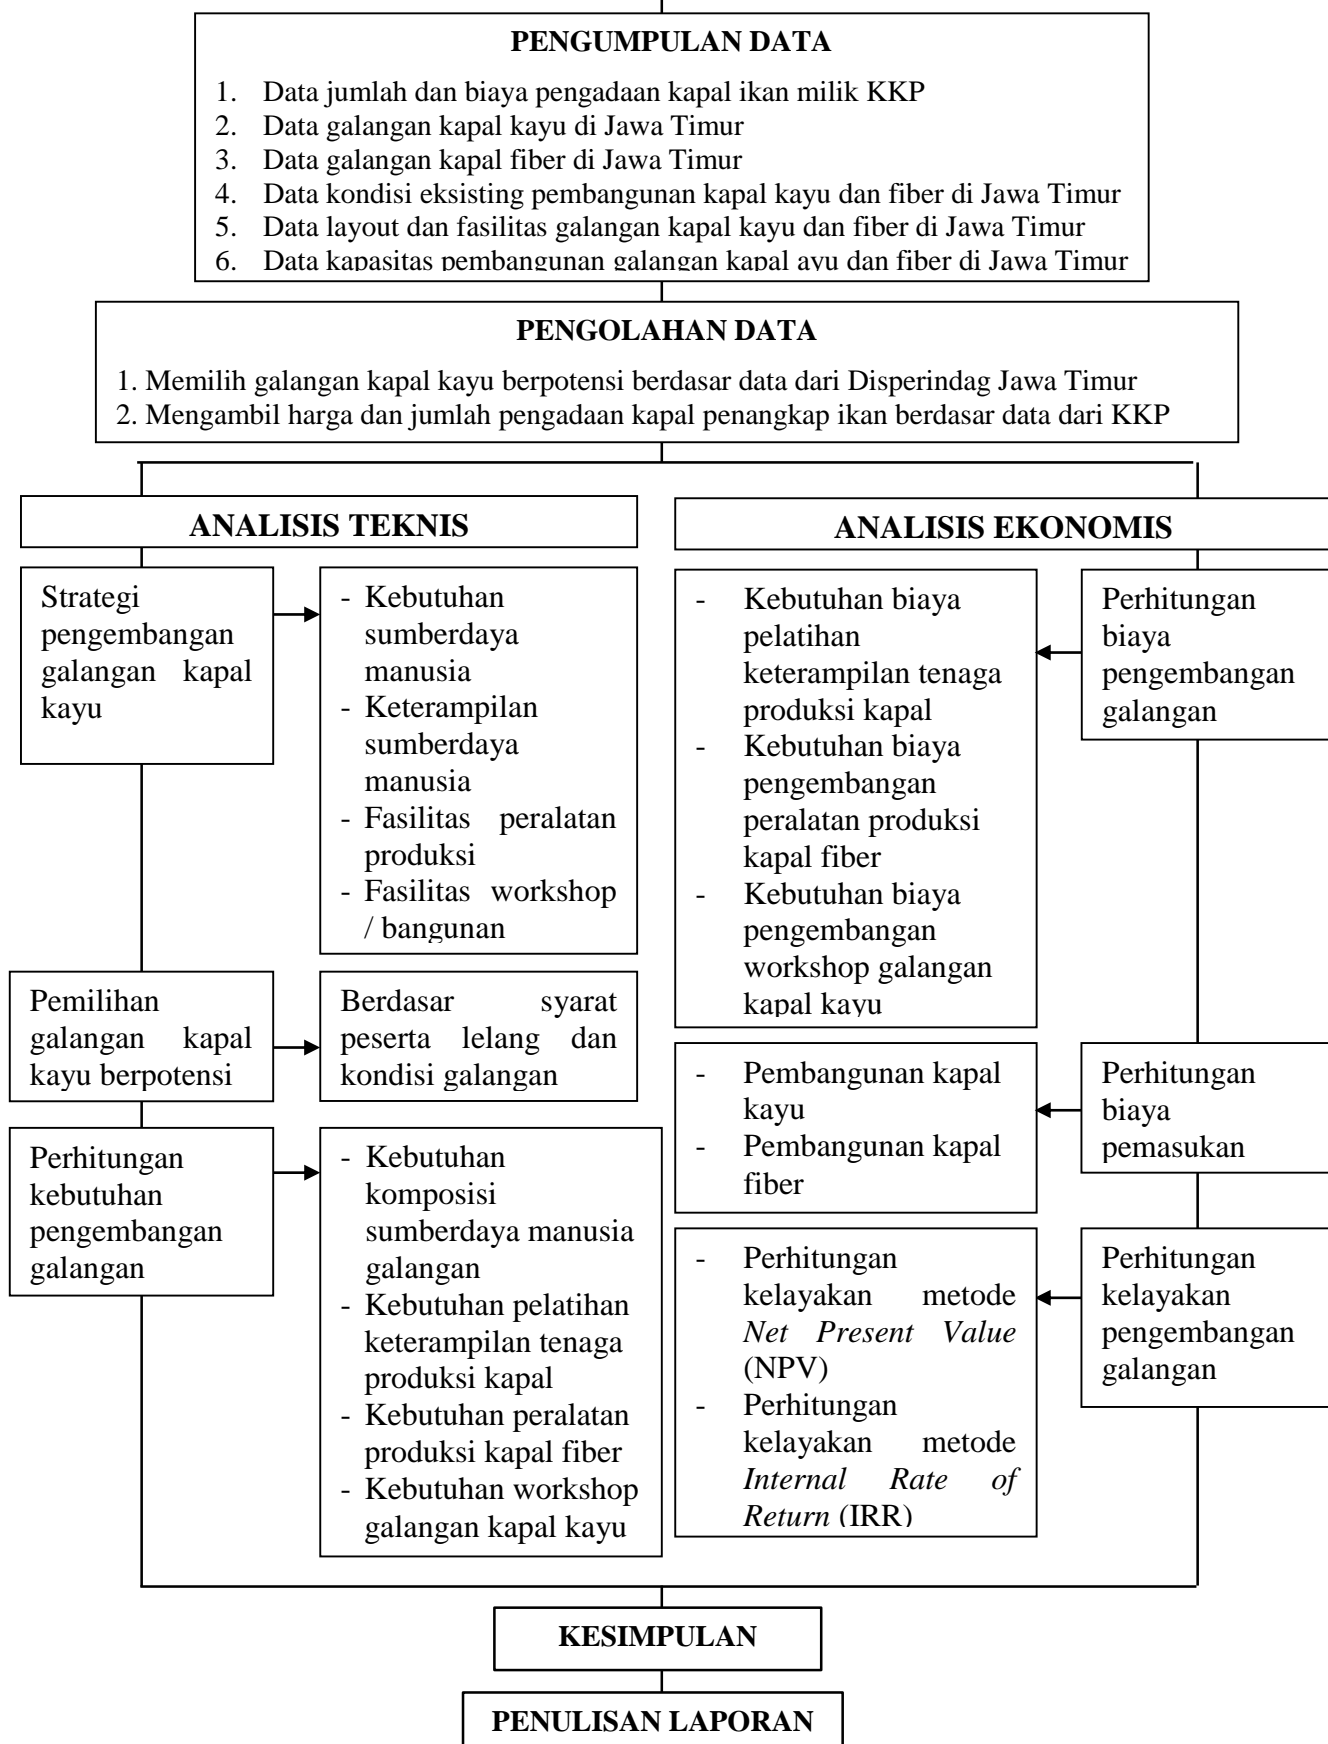 PENGUMPULAN DATA
1. Data jumlah dan biaya pengadaan kapal ikan milik KKP
2. Data galangan kapal kayu di Jawa Timur
3. Data galangan kapal fiber di Jawa Timur
4. Data kondisi eksisting pembangunan kapal kayu dan fiber di Jawa Timur
5. Data layout dan fasilitas galangan kapal kayu dan fiber di Jawa Timur
6. Data kapasitas pembangunan galangan kapal ayu dan fiber di Jawa Timur
PENGOLAHAN DATA
1. Memilih galangan kapal kayu berpotensi berdasar data dari Disperindag Jawa Timur
2. Mengambil harga dan jumlah pengadaan kapal penangkap ikan berdasar data dari KKP
ANALISIS TEKNIS
Strategi
pengembangan
galangan kapal
kayu
- Kebutuhan
sumberdaya
manusia
- Keterampilan
sumberdaya
manusia
- Fasilitas peralatan
produksi
- Fasilitas workshop
/ bangunan
Pemilihan
galangan kapal
kayu berpotensi
Berdasar syarat
peserta lelang dan
kondisi galangan
Perhitungan
kebutuhan
pengembangan
galangan
- Kebutuhan
komposisi
sumberdaya manusia
galangan
- Kebutuhan pelatihan
keterampilan tenaga
produksi kapal
- Kebutuhan peralatan
produksi kapal fiber
- Kebutuhan workshop
galangan kapal kayu
ANALISIS EKONOMIS
- Kebutuhan biaya
pelatihan
keterampilan tenaga
produksi kapal
- Kebutuhan biaya
pengembangan
peralatan produksi
kapal fiber
- Kebutuhan biaya
pengembangan
workshop galangan
kapal kayu
Perhitungan
biaya
pengembangan
galangan
- Pembangunan kapal
kayu
- Pembangunan kapal
fiber
Perhitungan
biaya
pemasukan
- Perhitungan
kelayakan metode
Net Present Value
(NPV)
- Perhitungan
kelayakan metode
Internal Rate of
Return (IRR)
Perhitungan
kelayakan
pengembangan
galangan
KESIMPULAN
PENULISAN LAPORAN